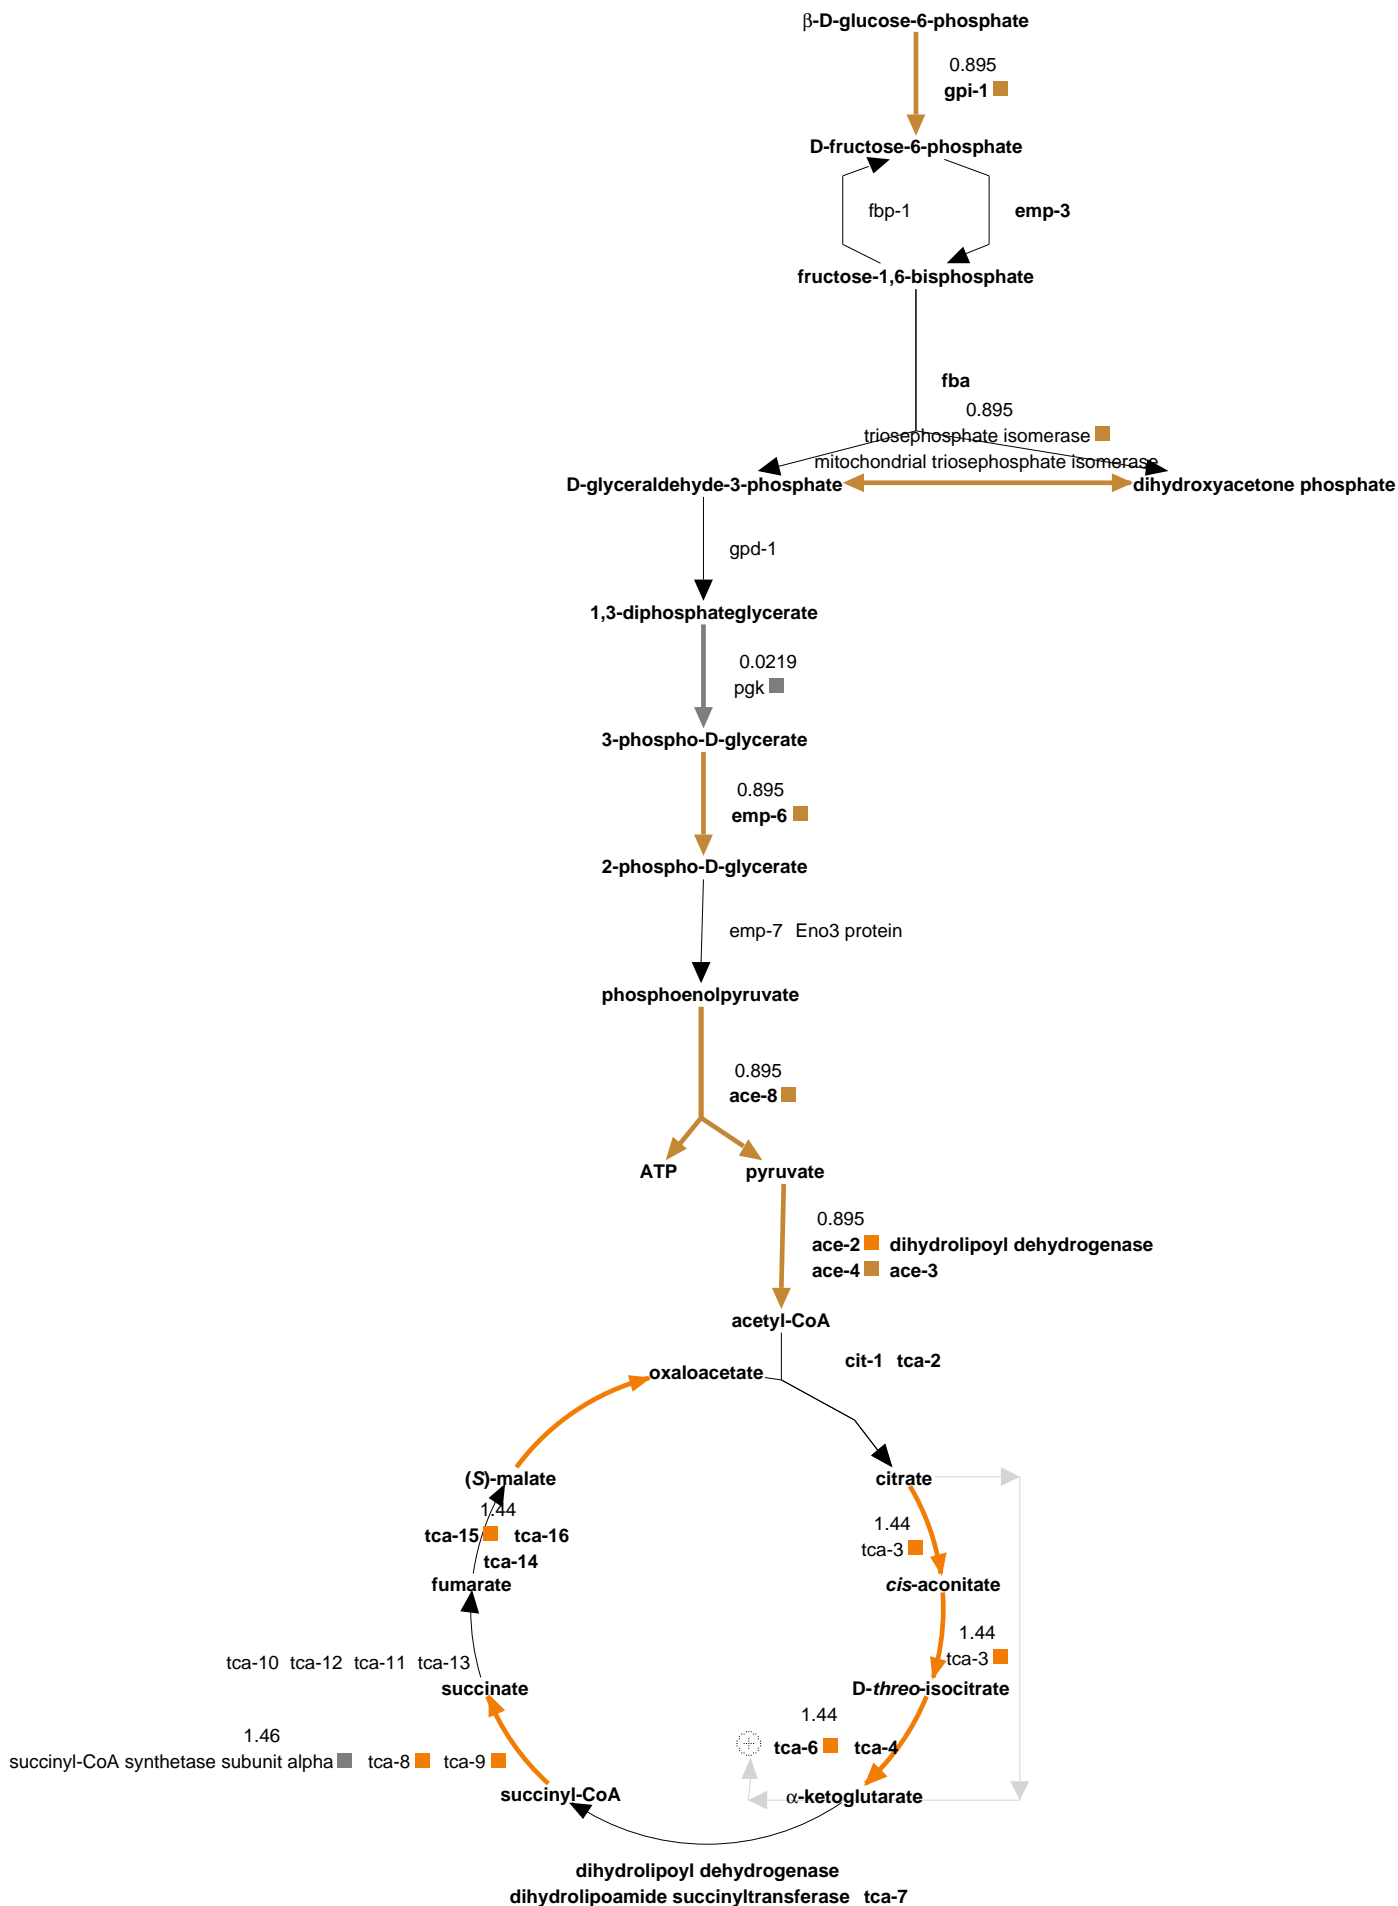 β-D-glucose-6-phosphate
0.895
gpi-1
D-fructose-6-phosphate
fbp-1
emp-3
fructose-1,6-bisphosphate
fba
0.895
triosephosphate isomerase
mitochondrial triosephosphate isomerase
D-glyceraldehyde-3-phosphate
dihydroxyacetone phosphate
gpd-1
1,3-diphosphateglycerate
0.0219
pgk
3-phospho-D-glycerate
0.895
emp-6
2-phospho-D-glycerate
emp-7 Eno3 protein
phosphoenolpyruvate
0.895
ace-8
ATP
pyruvate
0.895
ace-2 dihydrolipoyl dehydrogenase
ace-4 ace-3
acetyl-CoA
cit-1 tca-2
oxaloacetate
(S)-malate
citrate
1.44
tca-15 tca-16
tca-14
1.44
tca-3
fumarate
cis-aconitate
1.44
tca-3
tca-10 tca-12 tca-11 tca-13
succinate
D-threo-isocitrate
1.44
tca-6 tca-4
1.46
succinyl-CoA synthetase subunit alpha tca-8 tca-9
succinyl-CoA
α-ketoglutarate
dihydrolipoyl dehydrogenase
dihydrolipoamide succinyltransferase tca-7